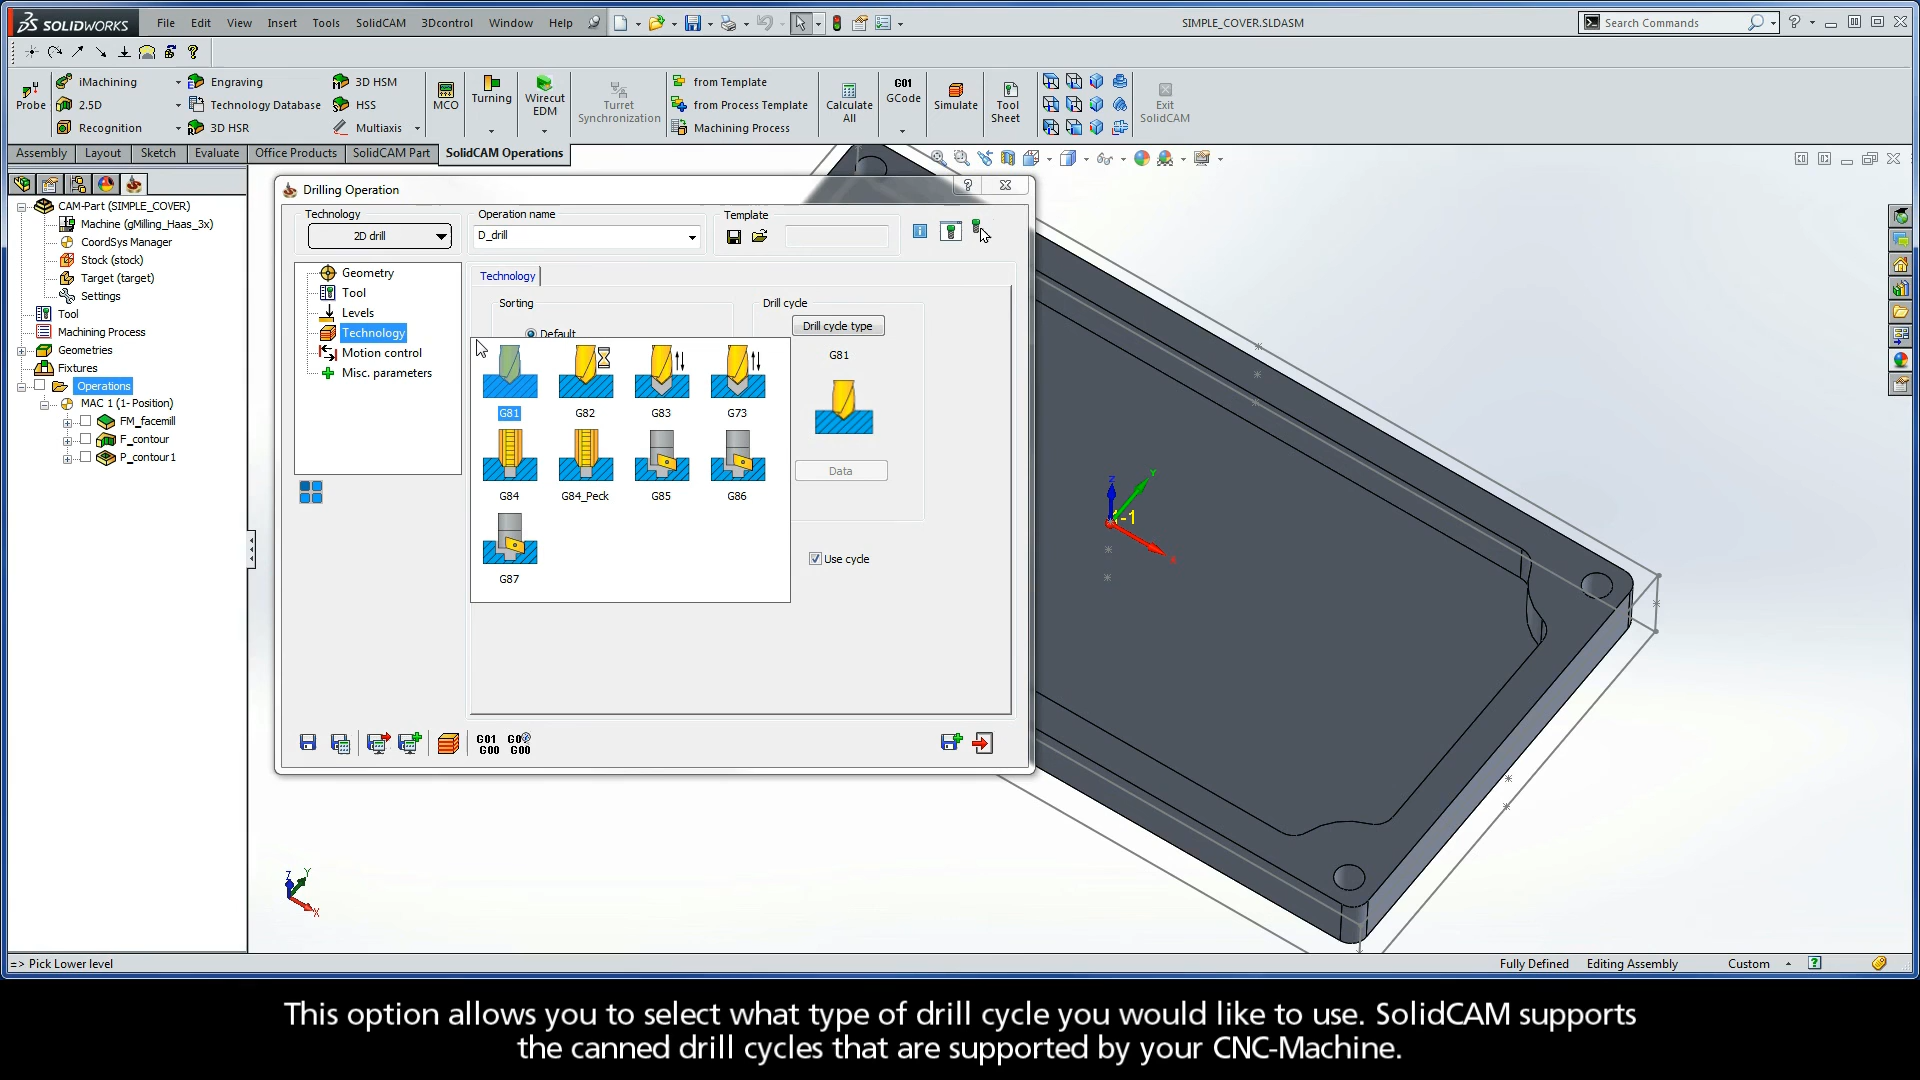 SOLIDWORKS File Edit View Insert Tools SolidCAM 3Dcontrol Window Help SIMPLE_COVER.SLDASM Search Commands
Probe
iMachining
2.5D
Recognition
Engraving
Technology Database
3D HSR
3D HSM
HSS
Multiaxis
MCO
Turning
Wirecut
EDM
Turret
Synchronization
from Template
from Process Template
Machining Process
Calculate
All
G01
GCode
Simulate
Tool
Sheet
Exit
SolidCAM
Assembly Layout Sketch Evaluate Office Products SolidCAM Part SolidCAM Operations
CAM-Part (SIMPLE_COVER)
Machine (gMilling_Haas_3x)
CoordSys Manager
Stock (stock)
Target (target)
Settings
Tool
Machining Process
Geometries
Fixtures
Operations
MAC 1 (1- Position)
FM_facemill
F_contour
P_contour1
Drilling Operation
Technology
2D drill
Operation name
D_drill
Template
Geometry
Tool
Levels
Technology
Motion control
Misc. parameters
Technology
Sorting
Default
G81 G82 G83 G73
G84 G84_Peck G85 G86
G87
Drill cycle
Drill cycle type
G81
Data
Use cycle
G01
G00
G0
G00
Z Y X
1-1
Z Y X
=> Pick Lower level
Fully Defined Editing Assembly Custom
This option allows you to select what type of drill cycle you would like to use. SolidCAM supports
the canned drill cycles that are supported by your CNC-Machine.